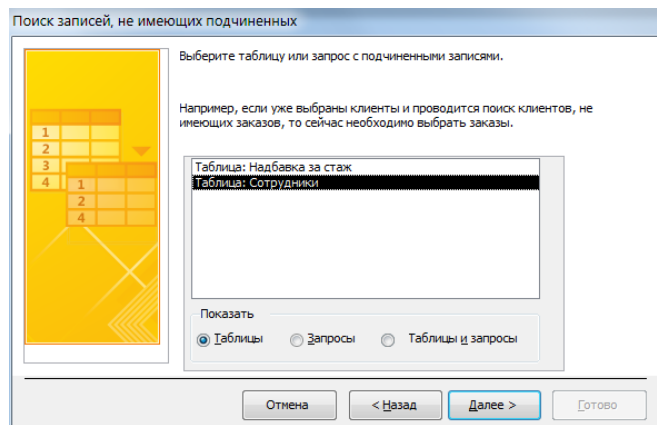 Поиск записей, не имеющих подчиненных
Выберите таблицу или запрос с подчиненными записями.
Например, если уже выбраны клиенты и проводится поиск клиентов, не
имеющих заказов, то сейчас необходимо выбрать заказы.
1
2
3
4
1
2
4
Таблица: Надбавка за стаж
Таблица: Сотрудники
Показать
Таблицы Запросы Таблицы и запросы
Отмена < Назад Далее > Готово